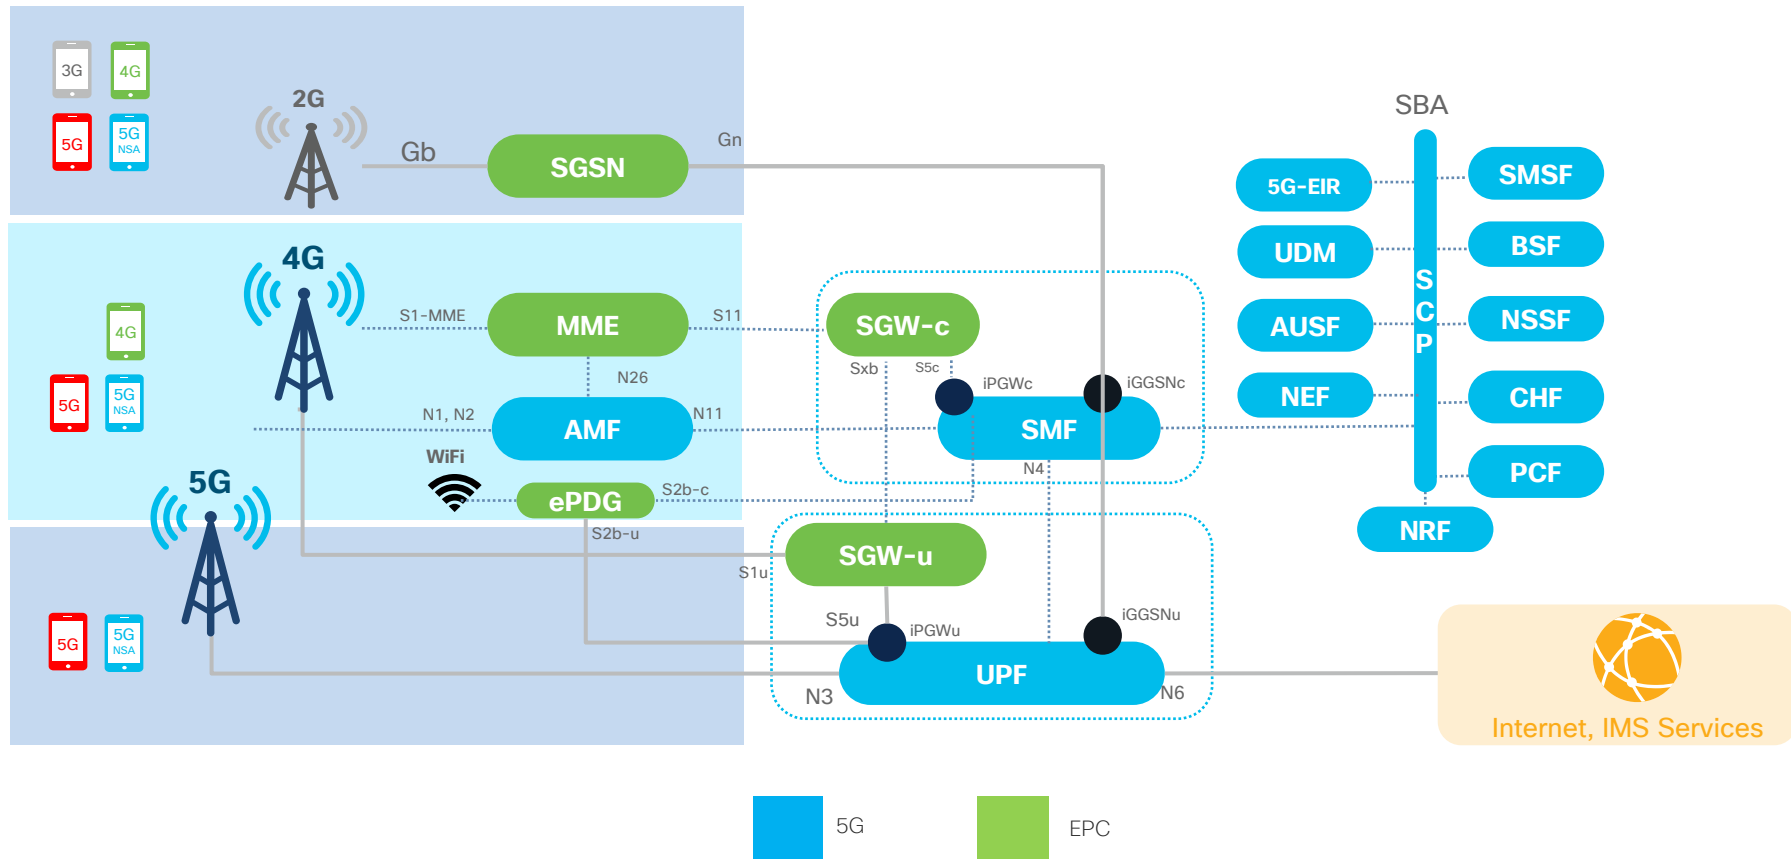 3G
4G
5G
5G
NSA
2G
Gb
SGSN
Gn
4G
4G
5G
5G
NSA
S1-MME
MME
S11
N26
N1, N2
AMF
N11
WiFi
ePDG
S2b-c
S2b-u
SGW-c
Sxb
S5c
iPGWc
iGGSNc
SMF
N4
5G
5G
5G
NSA
S1u
SGW-u
S5u
iPGWu
iGGSNu
UPF
N3
N6
SBA
SCP
5G-EIR
SMSF
UDM
BSF
AUSF
NSSF
NEF
CHF
PCF
NRF
Internet, IMS Services
5G
EPC